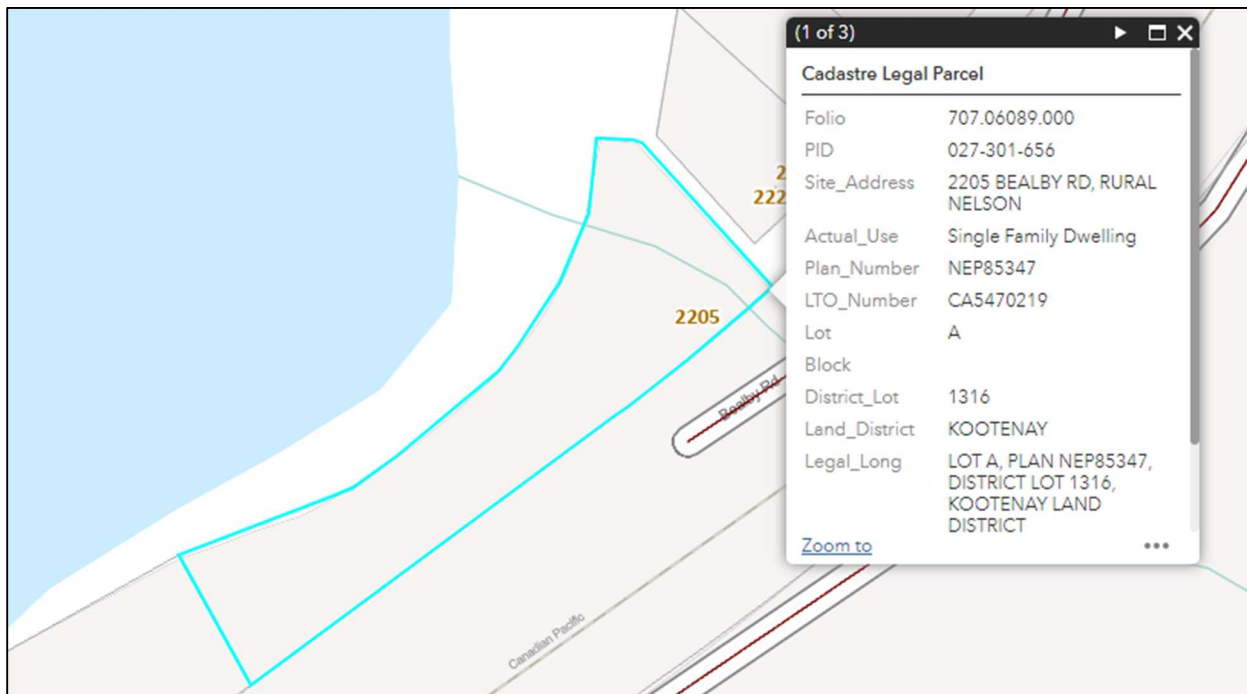 (1 of 3)
Cadastre Legal Parcel
Folio 707.06089.000
PID 027-301-656
Site_Address 2205 BEALBY RD, RURAL
NELSON
Actual_Use Single Family Dwelling
Plan_Number NEP85347
LTO_Number CA5470219
Lot A
Block
District_Lot 1316
Land_District KOOTENAY
Legal_Long LOT A, PLAN NEP85347,
DISTRICT LOT 1316,
KOOTENAY LAND
DISTRICT
Zoom to
2
222
2205
Bealby Rd
Canadian Pacific